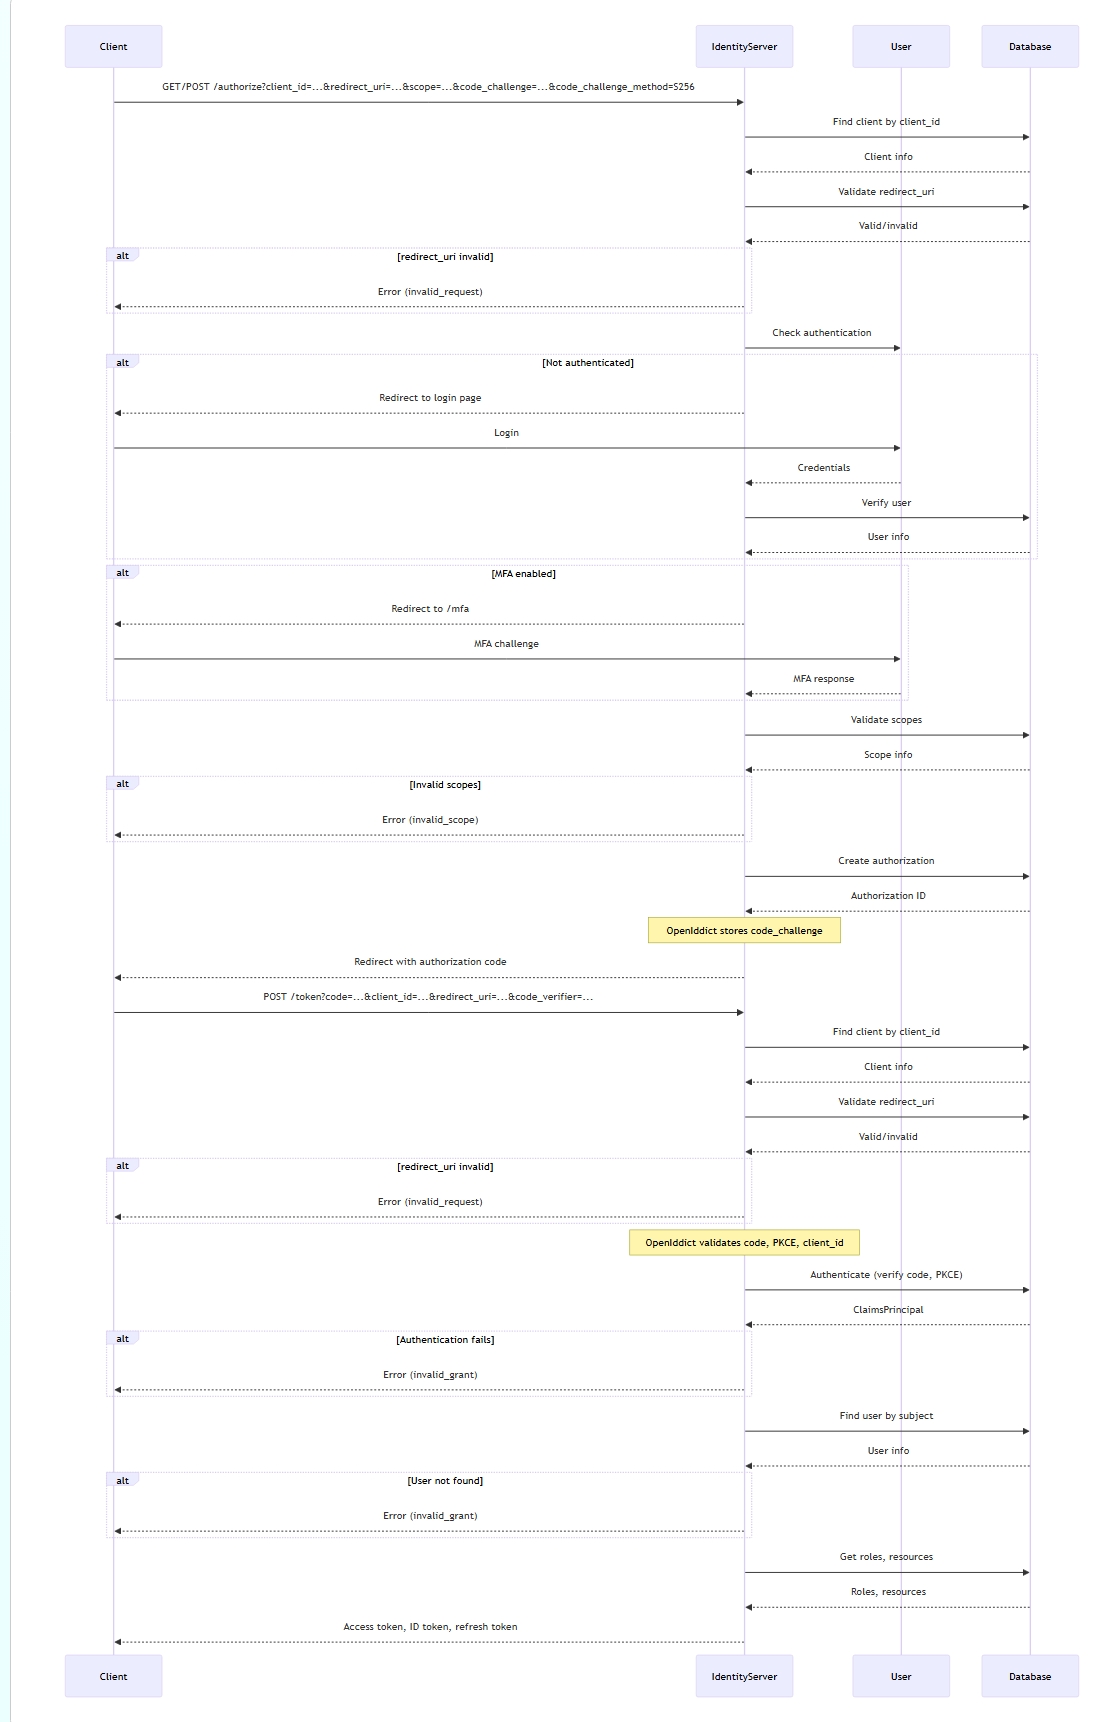 Client
IdentityServer
User
Database
GET/POST /authorize?client_id=...&redirect_uri=...&scope=...&code_challenge=...&code_challenge_method=S256
Find client by client_id
Client info
Validate redirect_uri
Valid/invalid
alt
[redirect_uri invalid]
Error (invalid_request)
Check authentication
alt
[Not authenticated]
Redirect to login page
Login
Credentials
Verify user
User info
alt
[MFA enabled]
Redirect to /mfa
MFA challenge
MFA response
Validate scopes
Scope info
alt
[Invalid scopes]
Error (invalid_scope)
Create authorization
Authorization ID
OpenIddict stores code_challenge
Redirect with authorization code
POST /token?code=...&client_id=...&redirect_uri=...&code_verifier=...
Find client by client_id
Client info
Validate redirect_uri
Valid/invalid
alt
[redirect_uri invalid]
Error (invalid_request)
OpenIddict validates code, PKCE, client_id
Authenticate (verify code, PKCE)
ClaimsPrincipal
alt
[Authentication fails]
Error (invalid_grant)
Find user by subject
User info
alt
[User not found]
Error (invalid_grant)
Get roles, resources
Roles, resources
Access token, ID token, refresh token
Client
IdentityServer
User
Database